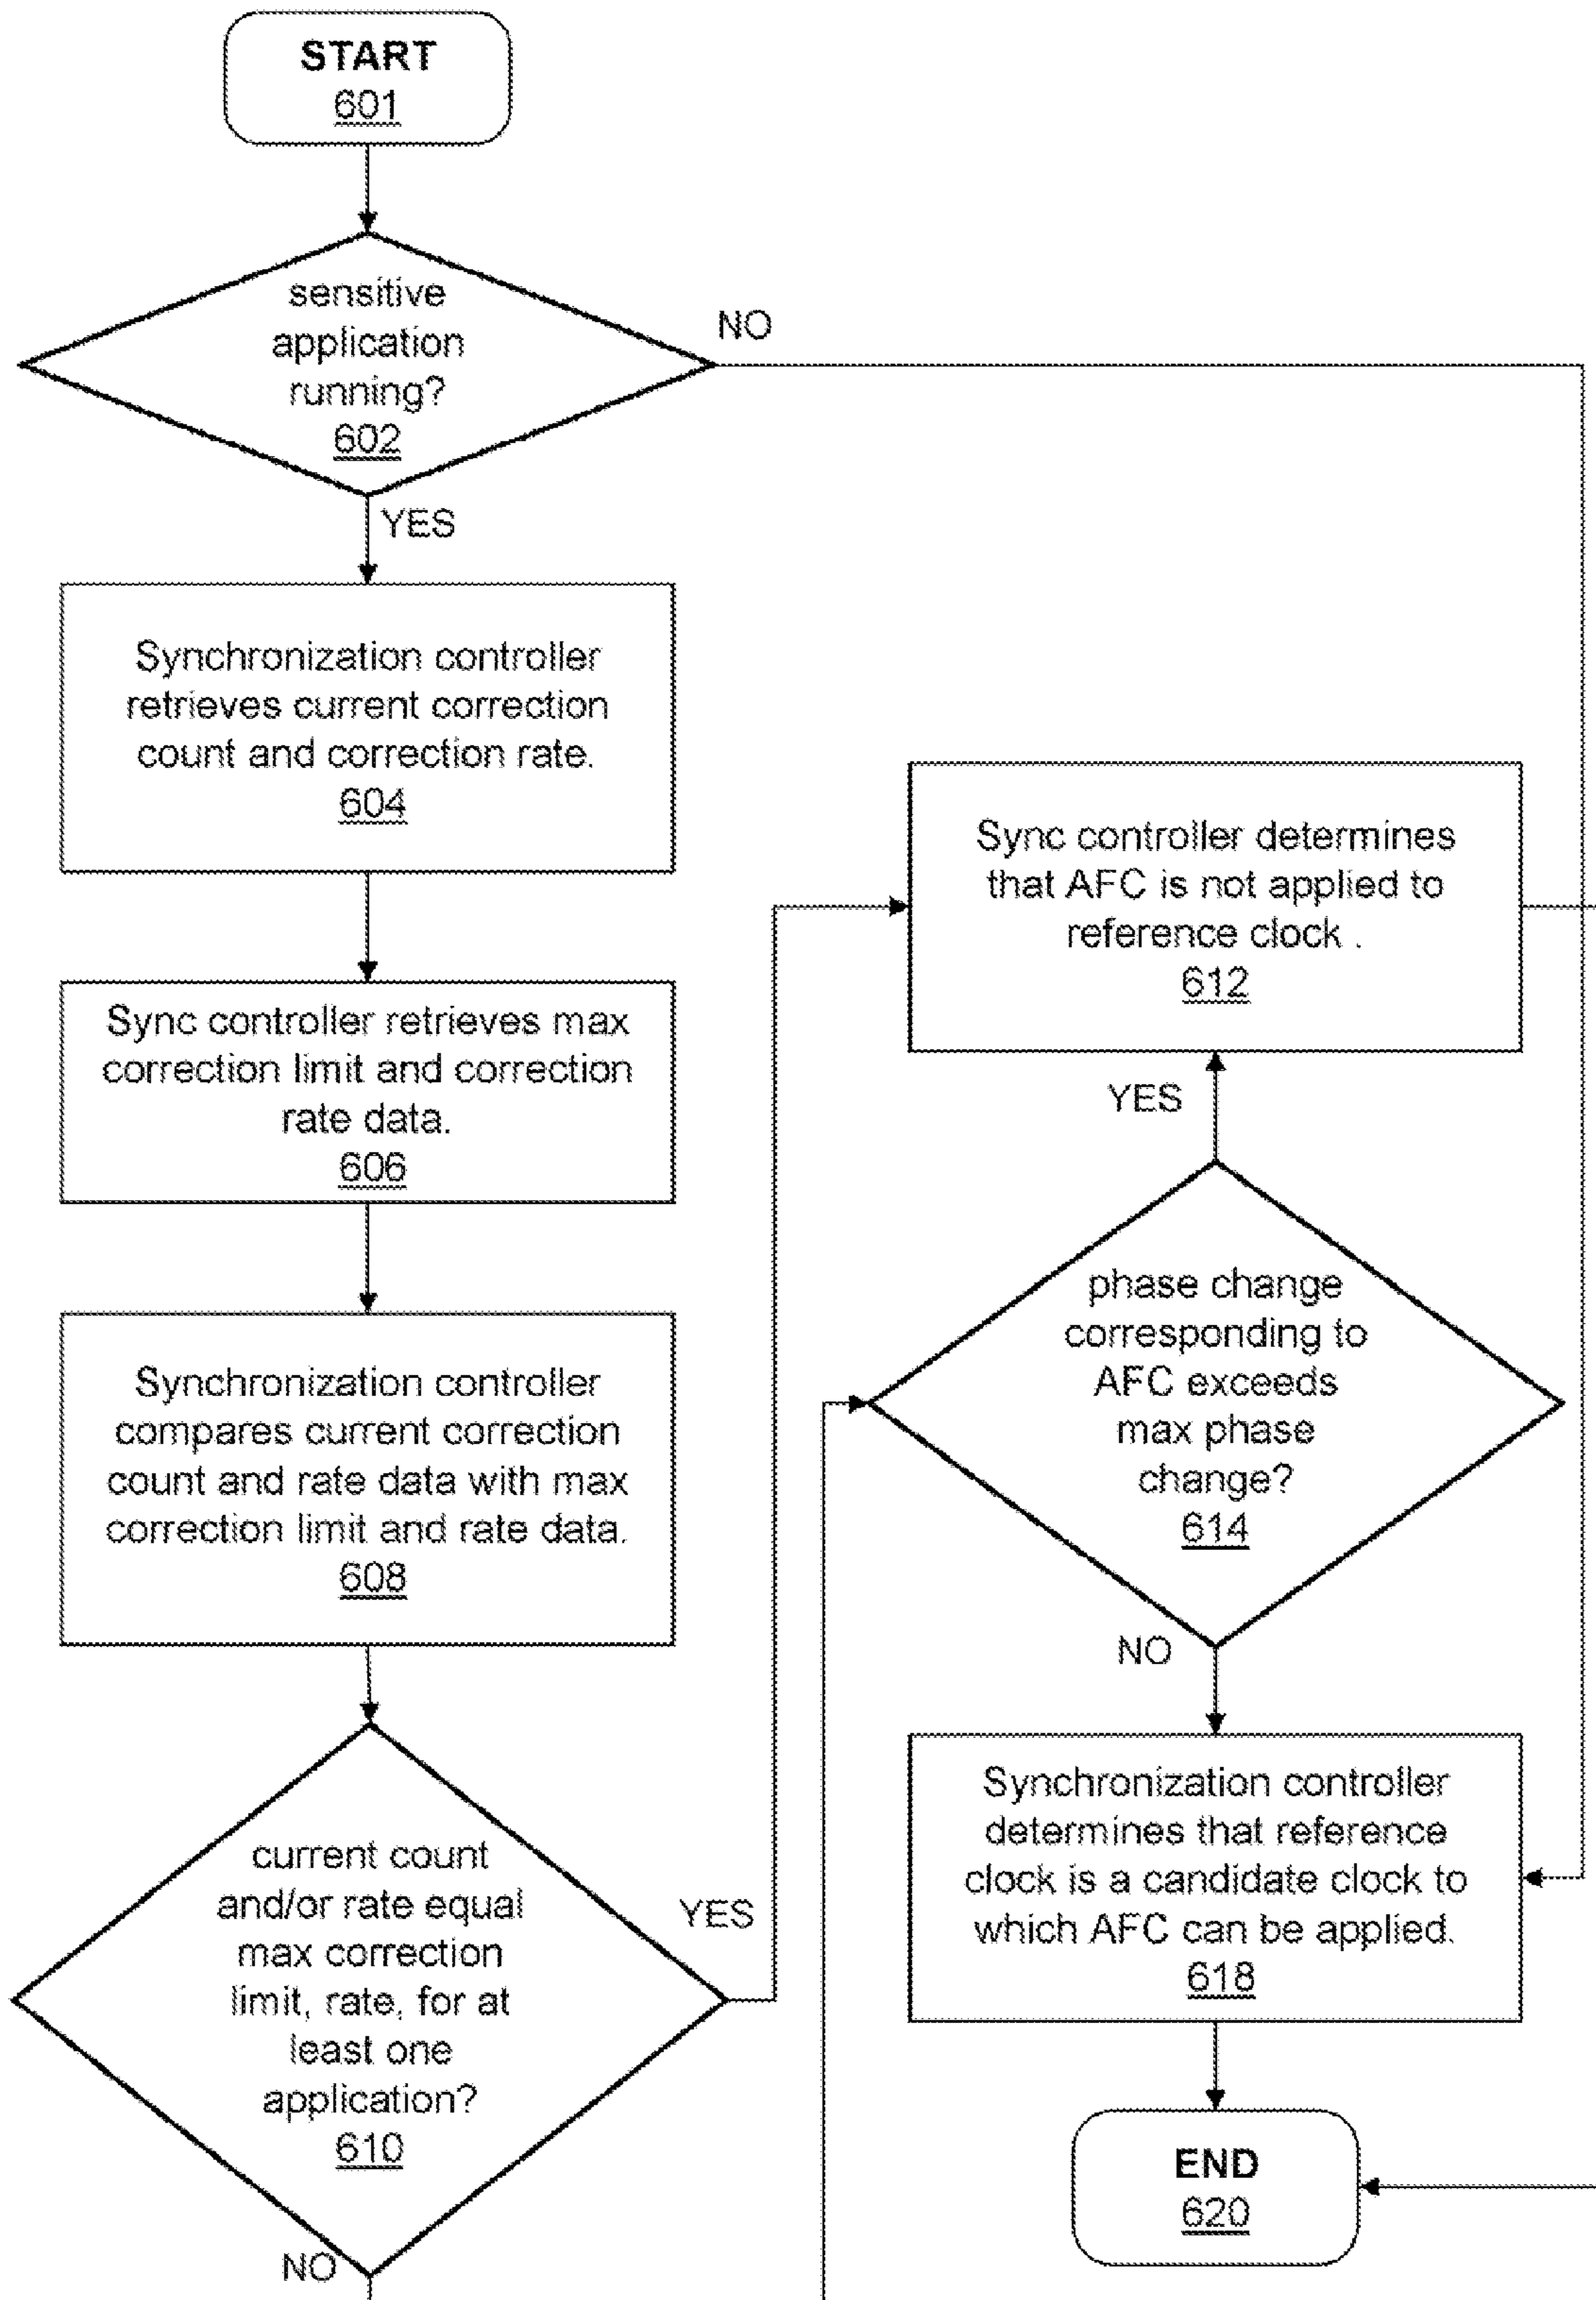 START
601
sensitive
application
running?
602
NO
YES
Synchronization controller
retrieves current correction
count and correction rate.
604
Sync controller retrieves max
correction limit and correction
rate data.
606
Synchronization controller
compares current correction
count and rate data with max
correction limit and rate data.
608
current count
and/or rate equal
max correction
limit, rate, for at
least one
application?
610
YES
NO
Sync controller determines
that AFC is not applied to
reference clock .
612
YES
phase change
corresponding to
AFC exceeds
max phase
change?
614
NO
Synchronization controller
determines that reference
clock is a candidate clock to
which AFC can be applied.
618
END
620